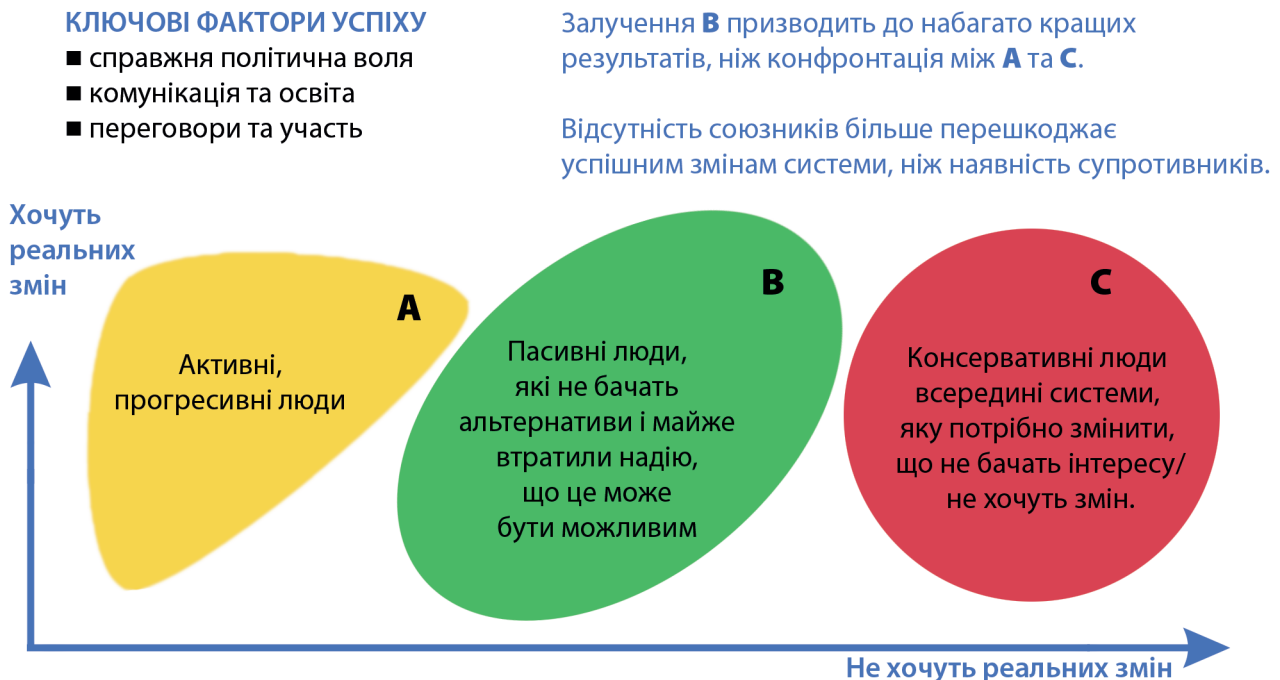 КЛЮЧОВІ ФАКТОРИ УСПІХУ
■ справжня політична воля
■ комунікація та освіта
■ переговори та участь
Залучення B призводить до набагато кращих
результатів, ніж конфронтація між A та C.
Відсутність союзників більше перешкоджає
успішним змінам системи, ніж наявність супротивників.
Хочуть
реальних
змін
A
Активні,
прогресивні люди
B
Пасивні люди,
які не бачать
альтернативи і майже
втратили надію,
що це може
бути можливим
C
Консервативні люди
всередині системи,
яку потрібно змінити,
що не бачать інтересу/
не хочуть змін.
Не хочуть реальних змін